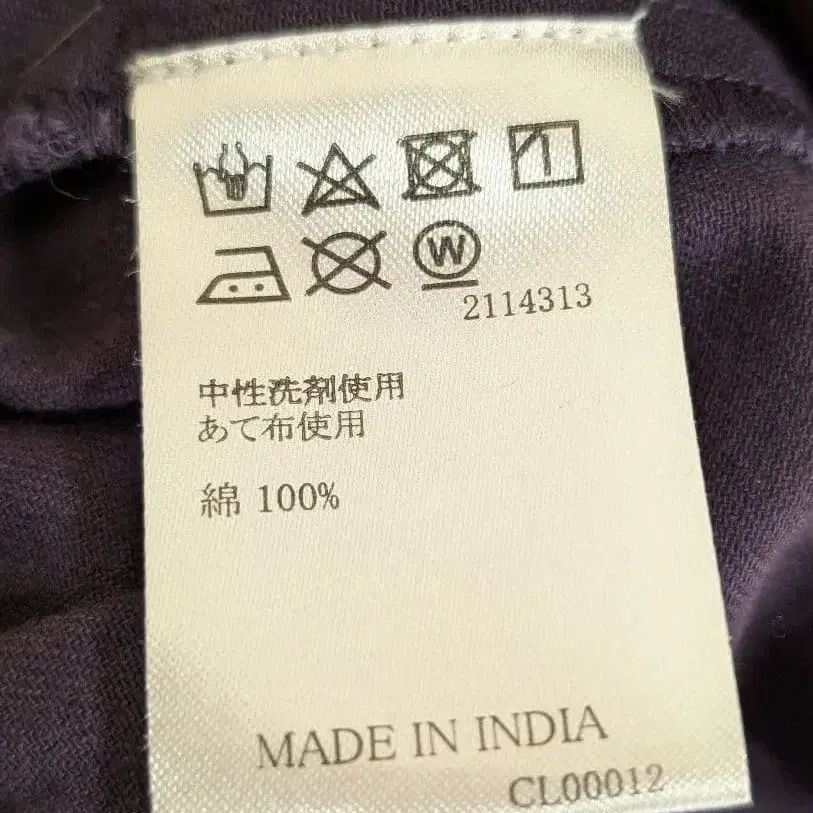 W
2114313
中性洗剤使用
あて布使用
綿 100%
MADE IN INDIA
CL00012